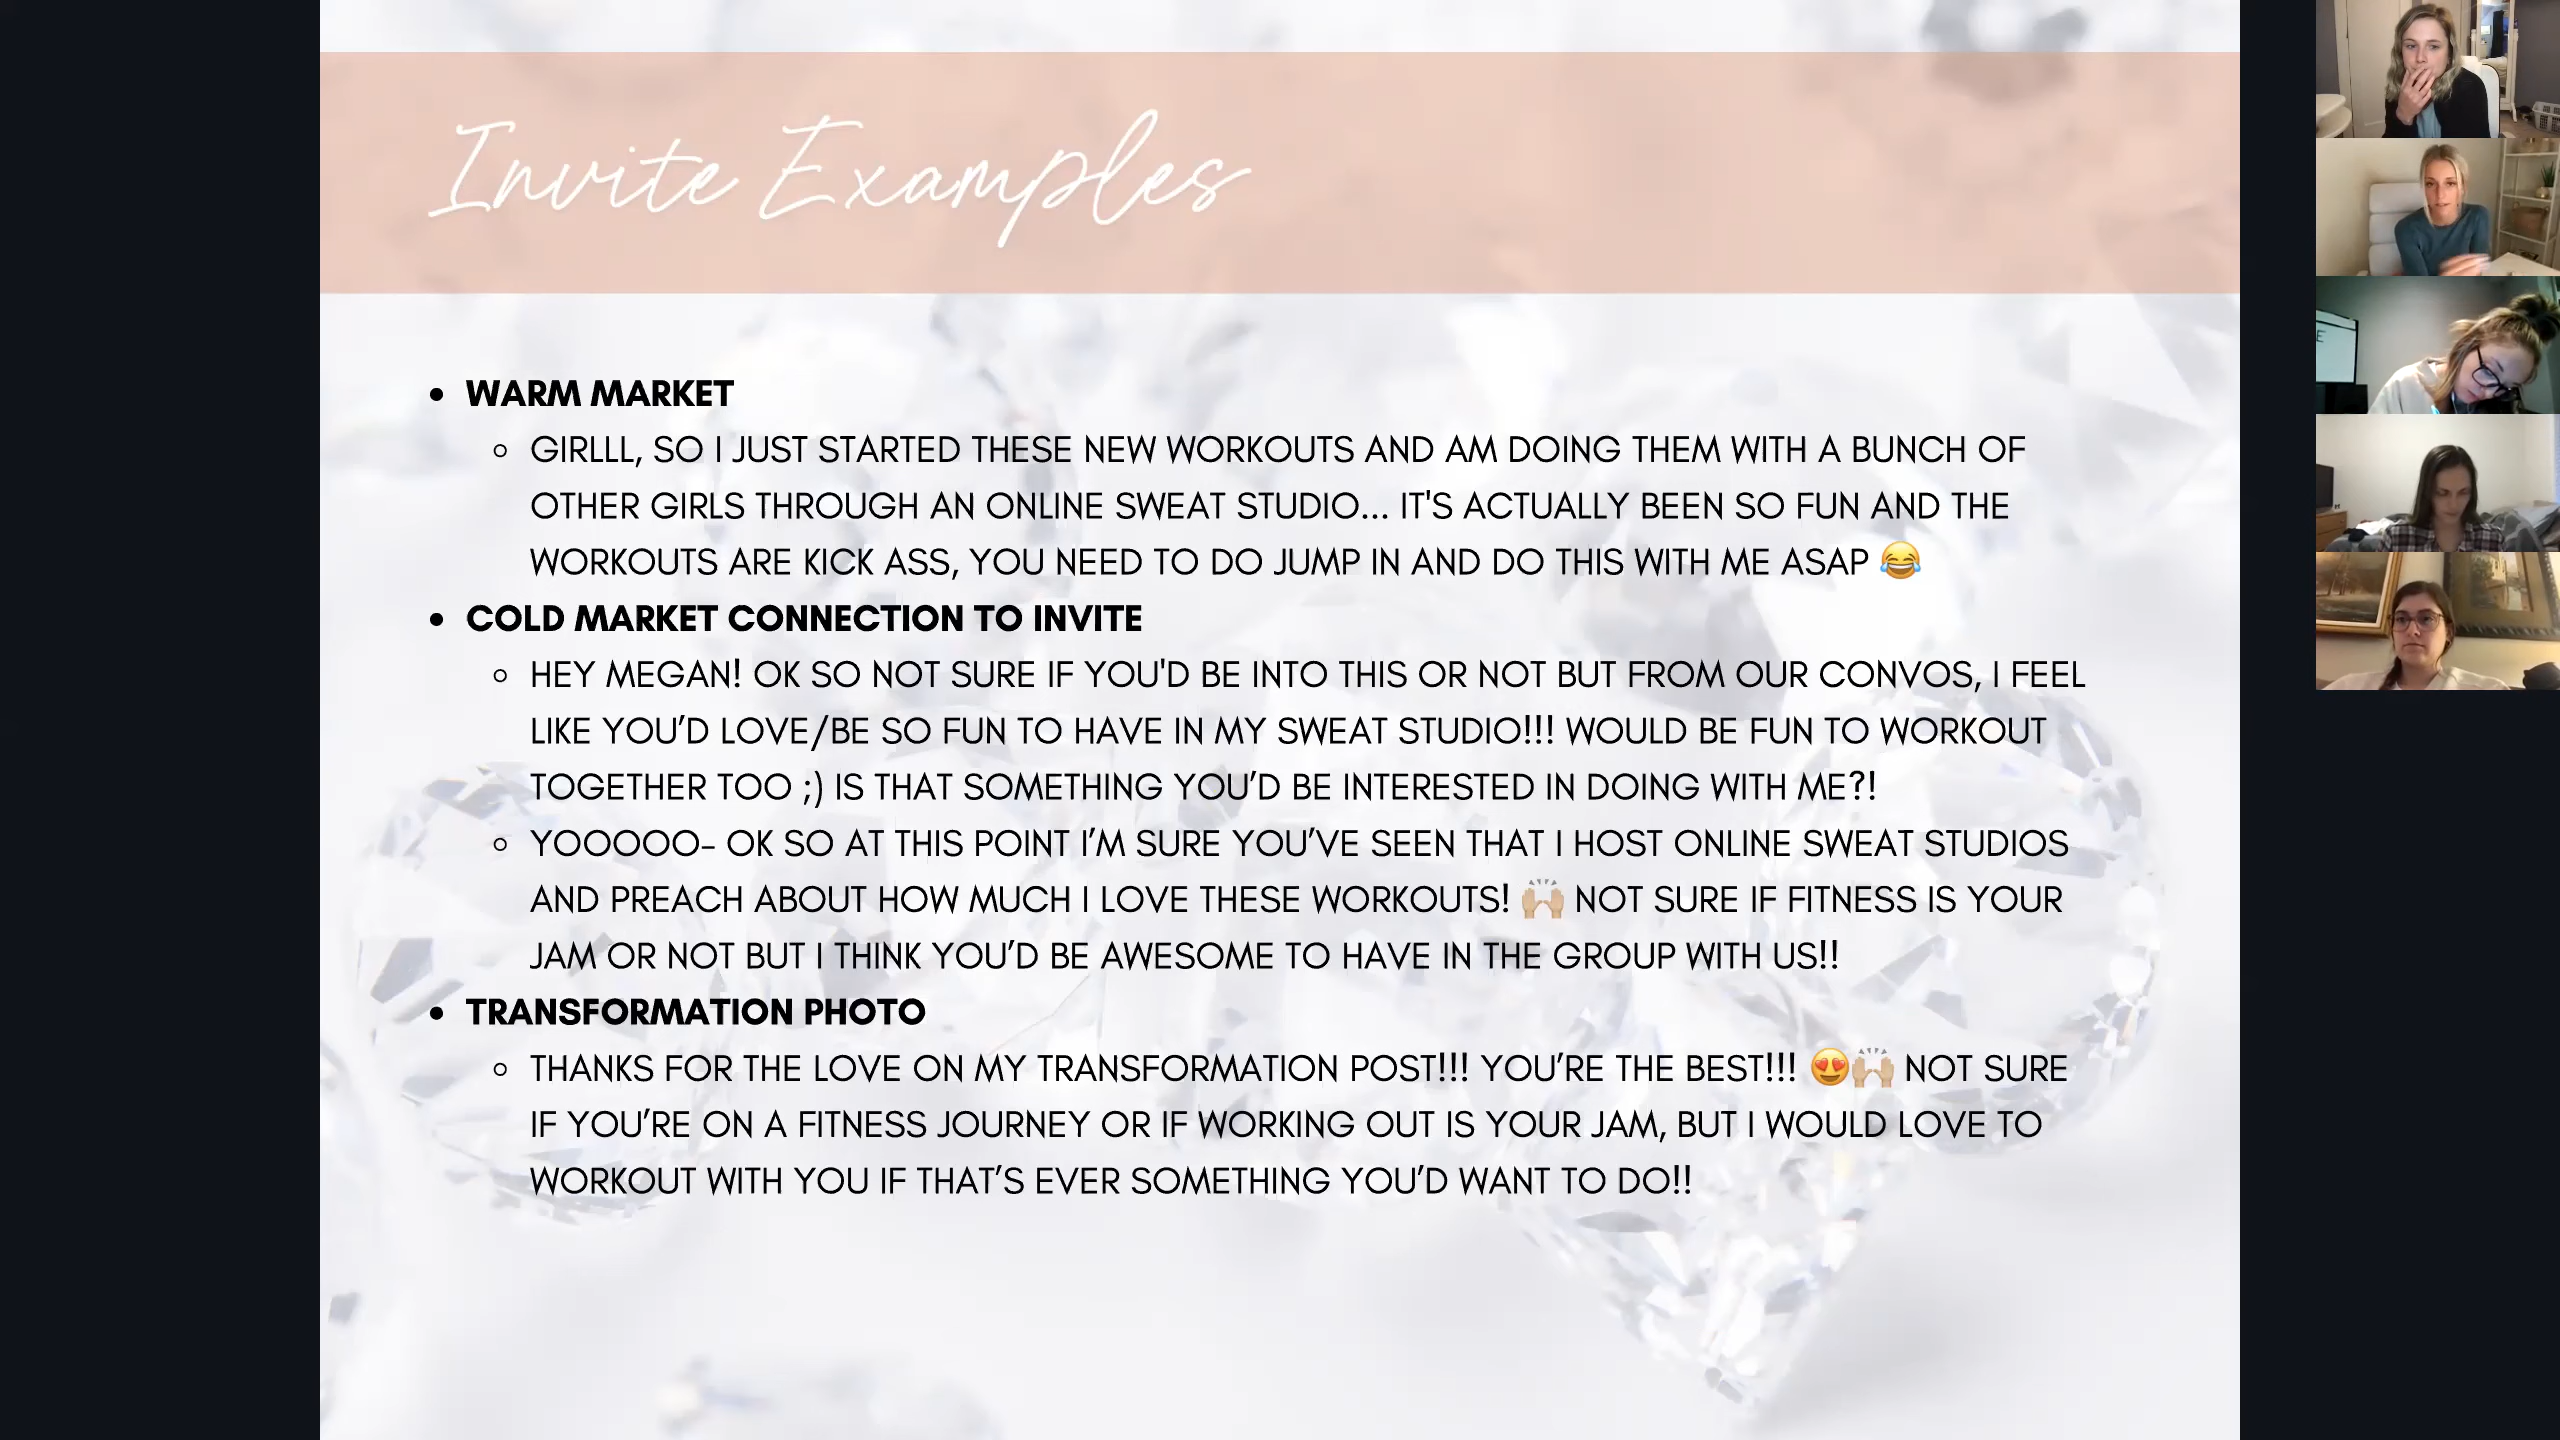 Invite Examples
• WARM MARKET
○ GIRLLL, SO I JUST STARTED THESE NEW WORKOUTS AND AM DOING THEM WITH A BUNCH OF
OTHER GIRLS THROUGH AN ONLINE SWEAT STUDIO... IT'S ACTUALLY BEEN SO FUN AND THE
WORKOUTS ARE KICK ASS, YOU NEED TO DO JUMP IN AND DO THIS WITH ME ASAP 😂
• COLD MARKET CONNECTION TO INVITE
○ HEY MEGAN! OK SO NOT SURE IF YOU'D BE INTO THIS OR NOT BUT FROM OUR CONVOS, I FEEL
LIKE YOU’D LOVE/BE SO FUN TO HAVE IN MY SWEAT STUDIO!!! WOULD BE FUN TO WORKOUT
TOGETHER TOO ;) IS THAT SOMETHING YOU’D BE INTERESTED IN DOING WITH ME?!
○ YOOOOO- OK SO AT THIS POINT I’M SURE YOU’VE SEEN THAT I HOST ONLINE SWEAT STUDIOS
AND PREACH ABOUT HOW MUCH I LOVE THESE WORKOUTS! 🙌🏼 NOT SURE IF FITNESS IS YOUR
JAM OR NOT BUT I THINK YOU’D BE AWESOME TO HAVE IN THE GROUP WITH US!!
• TRANSFORMATION PHOTO
○ THANKS FOR THE LOVE ON MY TRANSFORMATION POST!!! YOU’RE THE BEST!!! 😍🙌🏼 NOT SURE
IF YOU’RE ON A FITNESS JOURNEY OR IF WORKING OUT IS YOUR JAM, BUT I WOULD LOVE TO
WORKOUT WITH YOU IF THAT’S EVER SOMETHING YOU’D WANT TO DO!!